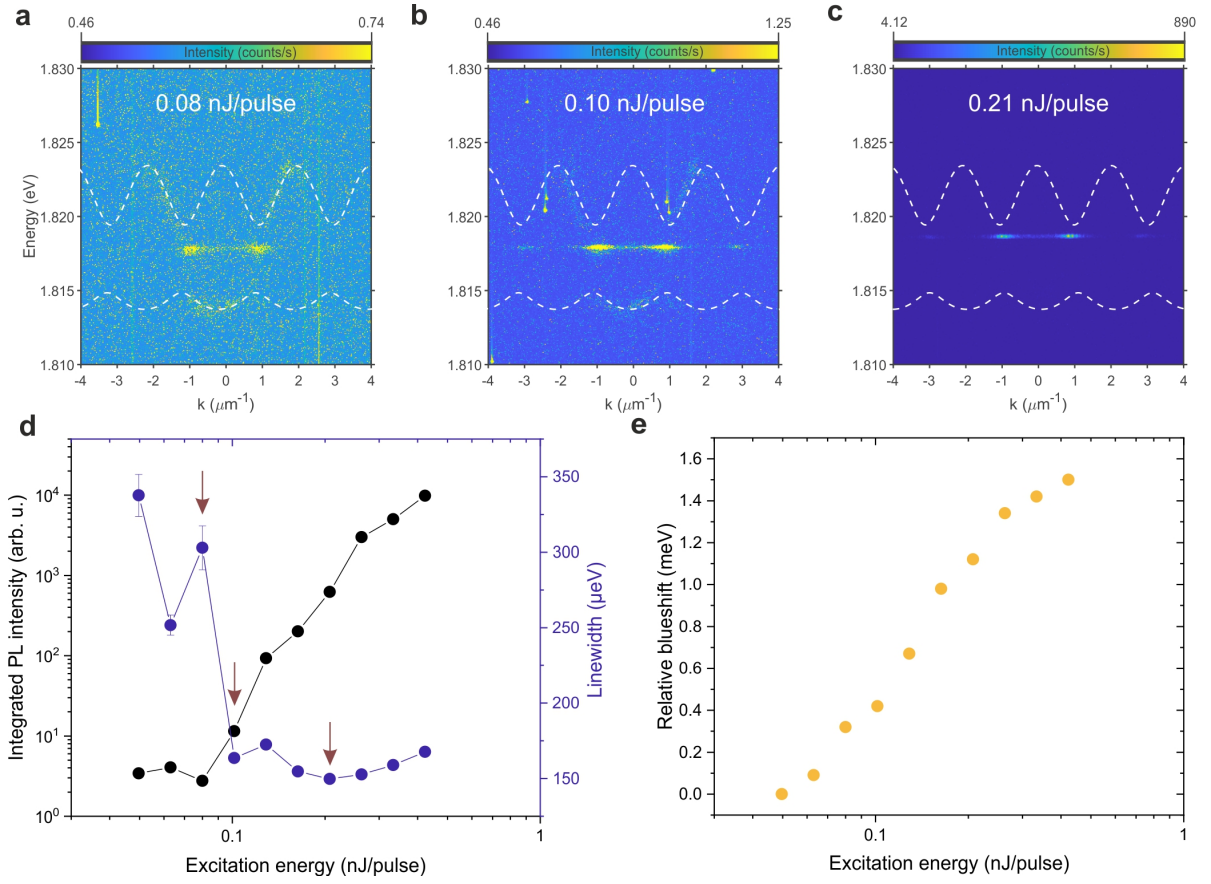 a
b
c
0.46 0.74
0.46 1.25
4.12 890
Intensity (counts/s)
Intensity (counts/s)
Intensity (counts/s)
0.08 nJ/pulse
0.10 nJ/pulse
0.21 nJ/pulse
Energy (eV)
1.830
1.825
1.820
1.815
1.810
1.830
1.825
1.820
1.815
1.810
1.830
1.825
1.820
1.815
1.810
-4 -3 -2 -1 0 1 2 3 4
-4 -3 -2 -1 0 1 2 3 4
-4 -3 -2 -1 0 1 2 3 4
k (μm⁻¹)
k (μm⁻¹)
k (μm⁻¹)
d
Integrated PL intensity (arb. u.)
10⁴
10³
10²
10¹
10⁰
350
300
250
200
150
Linewidth (μeV)
0.1 1
Excitation energy (nJ/pulse)
e
Relative blueshift (meV)
1.6
1.4
1.2
1.0
0.8
0.6
0.4
0.2
0.0
0.1 1
Excitation energy (nJ/pulse)